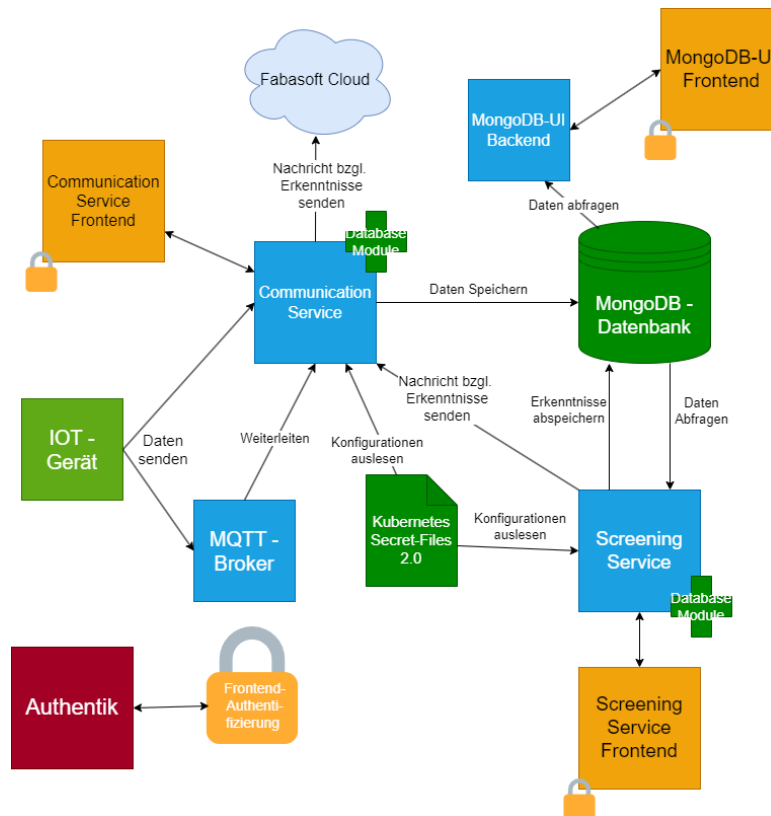 Fabasoft Cloud
MongoDB-UI
Frontend
MongoDB-UI
Backend
Nachricht bzgl.
Erkenntnisse
senden
Communication
Service
Frontend
Daten abfragen
Database
Module
Communication
Service
Daten Speichern
MongoDB -
Datenbank
Nachricht bzgl.
Erkenntnisse
senden
Erkenntnisse
abspeichern
Daten
Abfragen
IOT -
Gerät
Daten
senden
Weiterleiten
Konfigurationen
auslesen
MQTT -
Broker
Kubernetes
Secret-Files
2.0
Konfigurationen
auslesen
Screening
Service
Database
Module
Authentik
Frontend-
Authenti-
fizierung
Screening
Service
Frontend